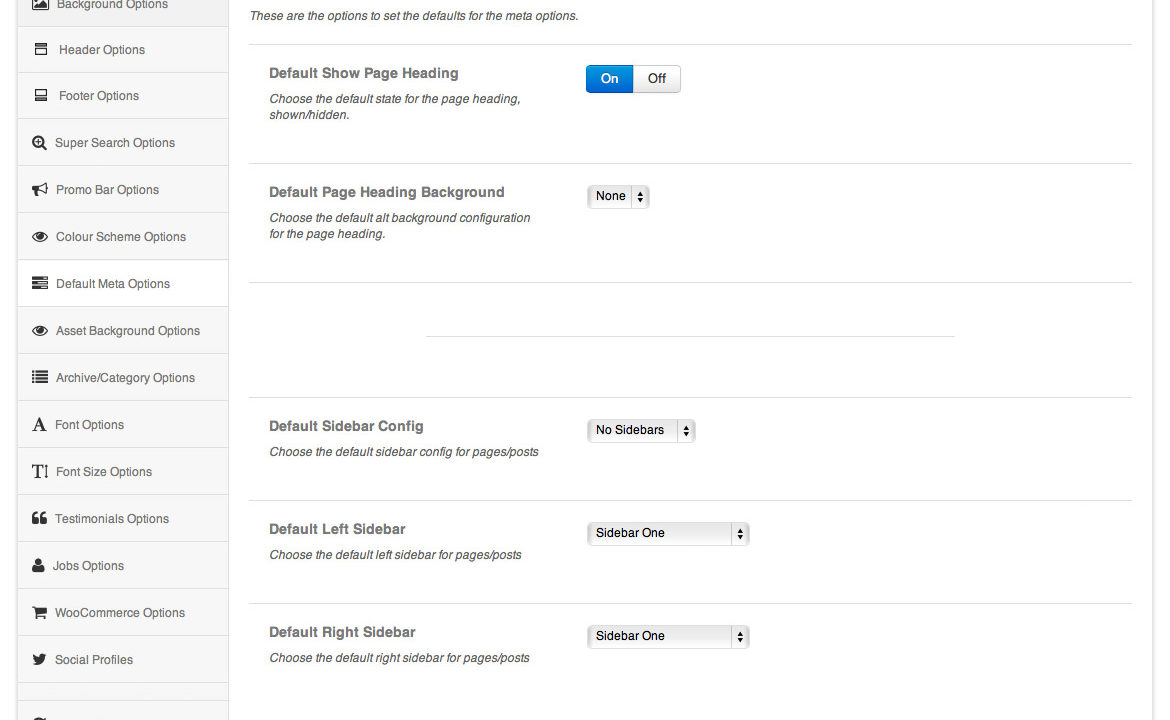 Background Options
Header Options
Footer Options
Super Search Options
Promo Bar Options
Colour Scheme Options
Default Meta Options
Asset Background Options
Archive/Category Options
Font Options
Font Size Options
Testimonials Options
Jobs Options
WooCommerce Options
Social Profiles
These are the options to set the defaults for the meta options.
Default Show Page Heading
On Off
Choose the default state for the page heading,
shown/hidden.
Default Page Heading Background
None
Choose the default alt background configuration
for the page heading.
Default Sidebar Config
No Sidebars
Choose the default sidebar config for pages/posts
Default Left Sidebar
Sidebar One
Choose the default left sidebar for pages/posts
Default Right Sidebar
Sidebar One
Choose the default right sidebar for pages/posts